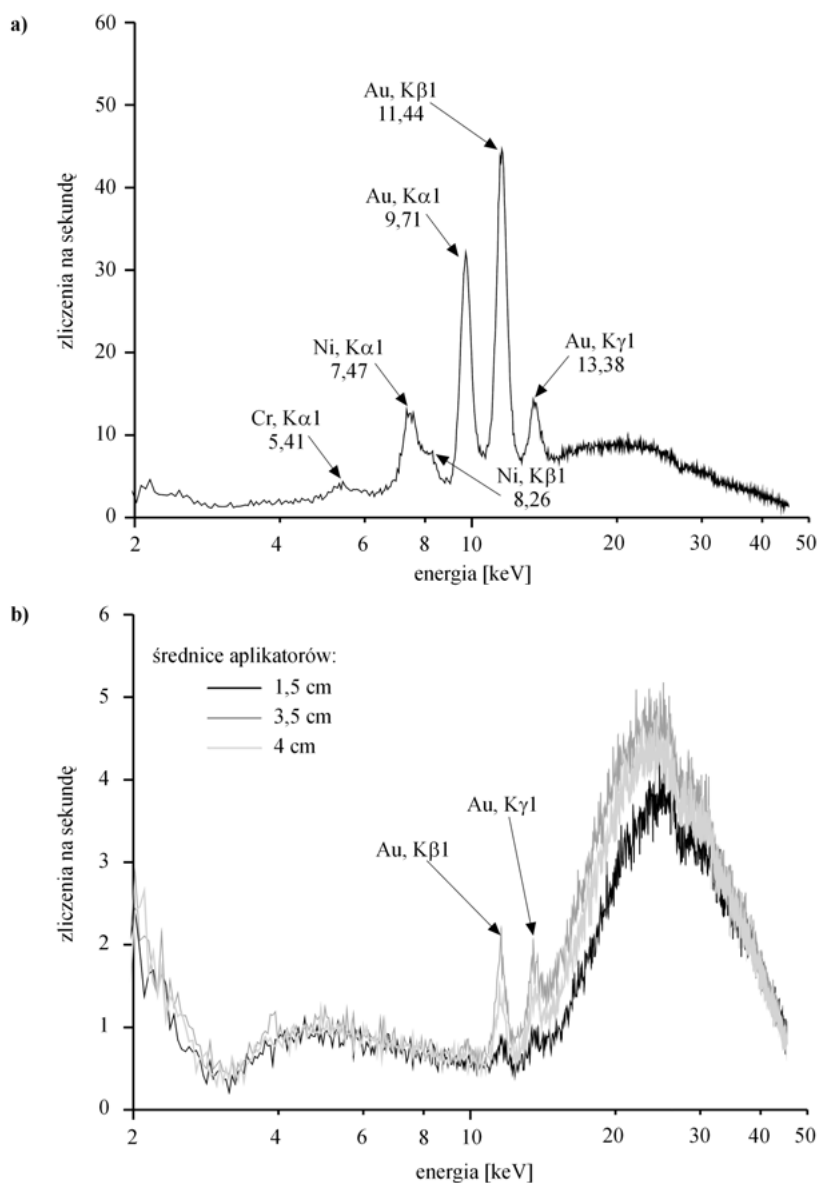 a)
zliczenia na sekundę
60
50
40
30
20
10
0
Au, Kβ1
11,44
Au, Kα1
9,71
Ni, Kα1
7,47
Au, Kγ1
13,38
Cr, Kα1
5,41
Ni, Kβ1
8,26
2 4 6 8 10 20 30 40 50
energia [keV]
b)
zliczenia na sekundę
6
5
4
3
2
1
0
średnice aplikatorów:
1,5 cm
3,5 cm
4 cm
Au, Kγ1
Au, Kβ1
2 4 6 8 10 20 30 40 50
energia [keV]